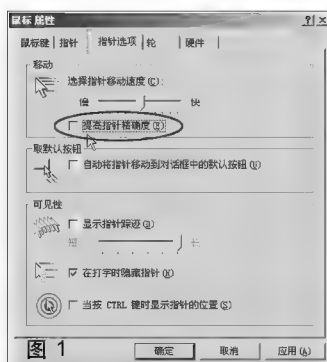 鼠标 属性
鼠标键 指针 指针选项 轮 硬件
移动
选择指针移动速度(C):
慢 快
提高指针精确度(E)
取默认按钮
自动将指针移动到对话框中的默认按钮(U)
可见性
显示指针踪迹(D)
短 长
在打字时隐藏指针(H)
当按 CTRL 键时显示指针的位置(S)
图 1
确定 取消 应用(A)